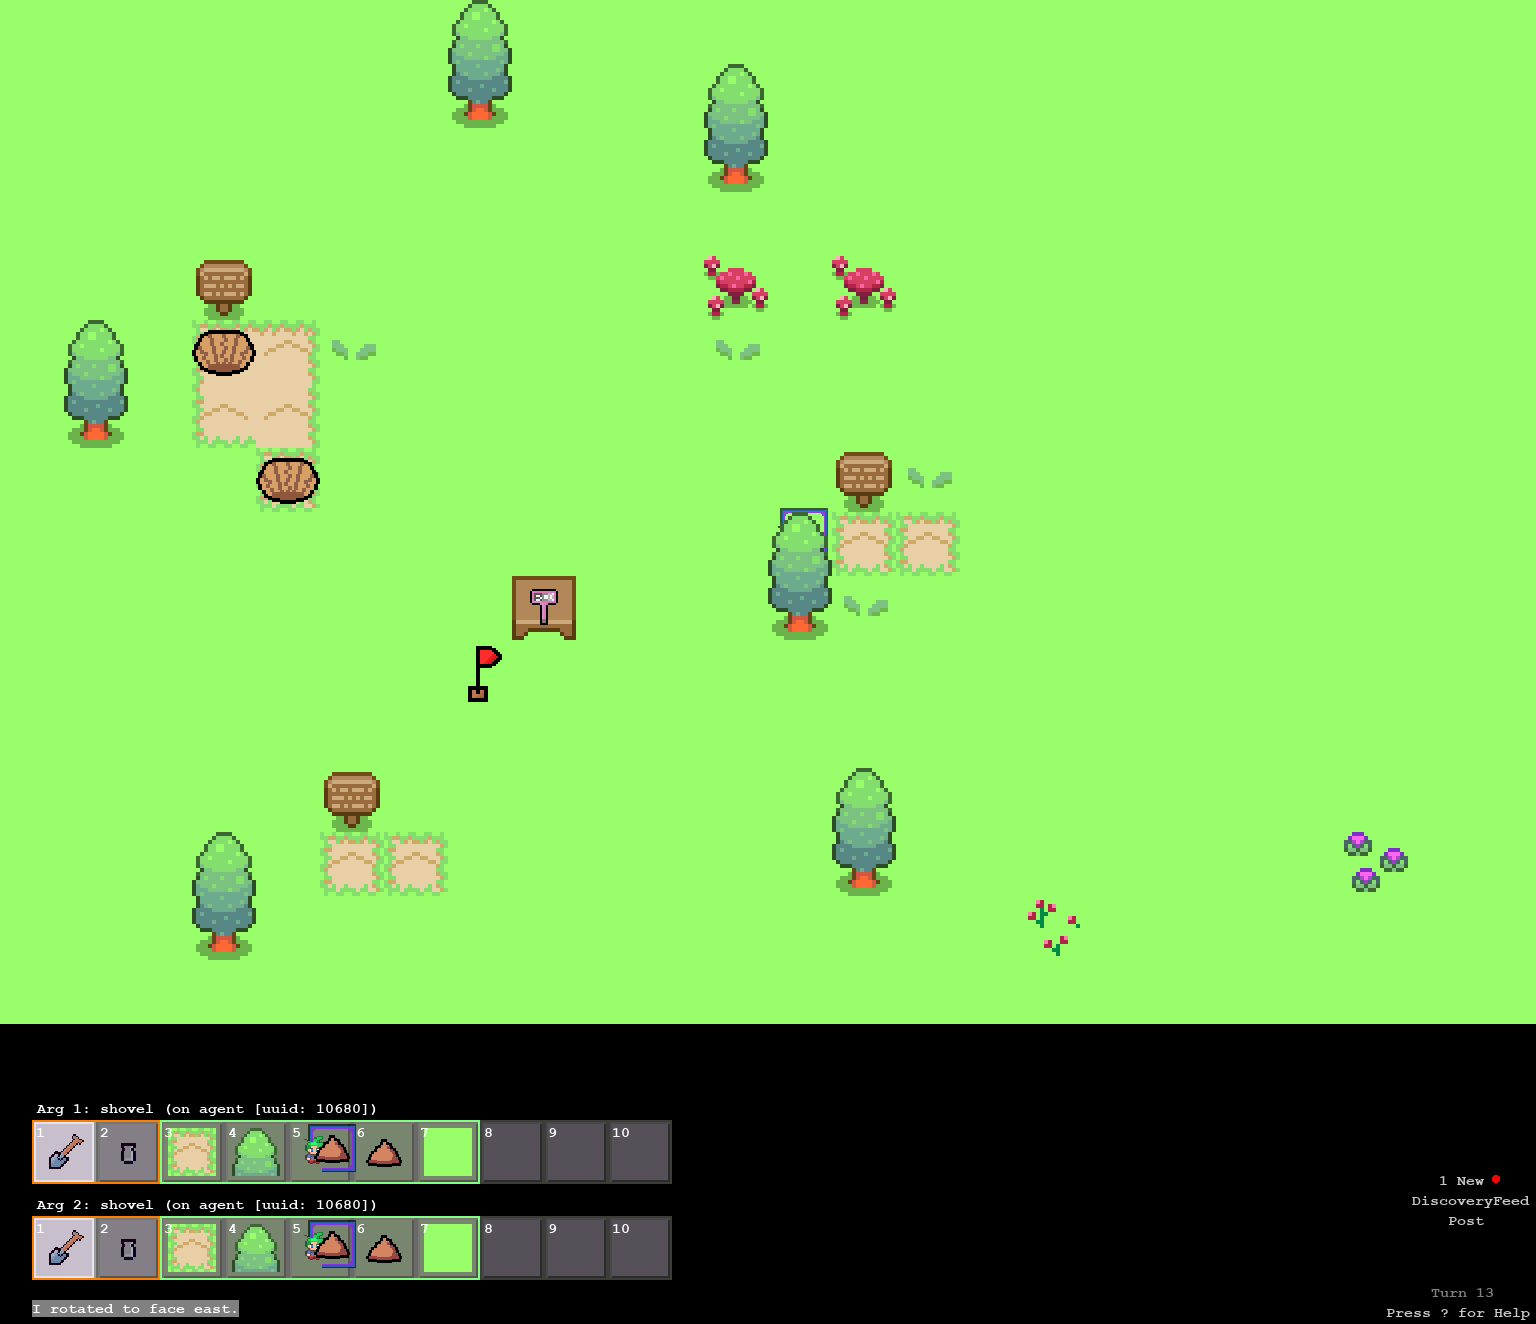 Arg 1: shovel (on agent [uuid: 10680])
1 2 3 4 5 6 7 8 9 10
Arg 2: shovel (on agent [uuid: 10680])
1 2 3 4 5 6 7 8 9 10
I rotated to face east.
1 New
DiscoveryFeed
Post
Turn 13
Press ? for Help